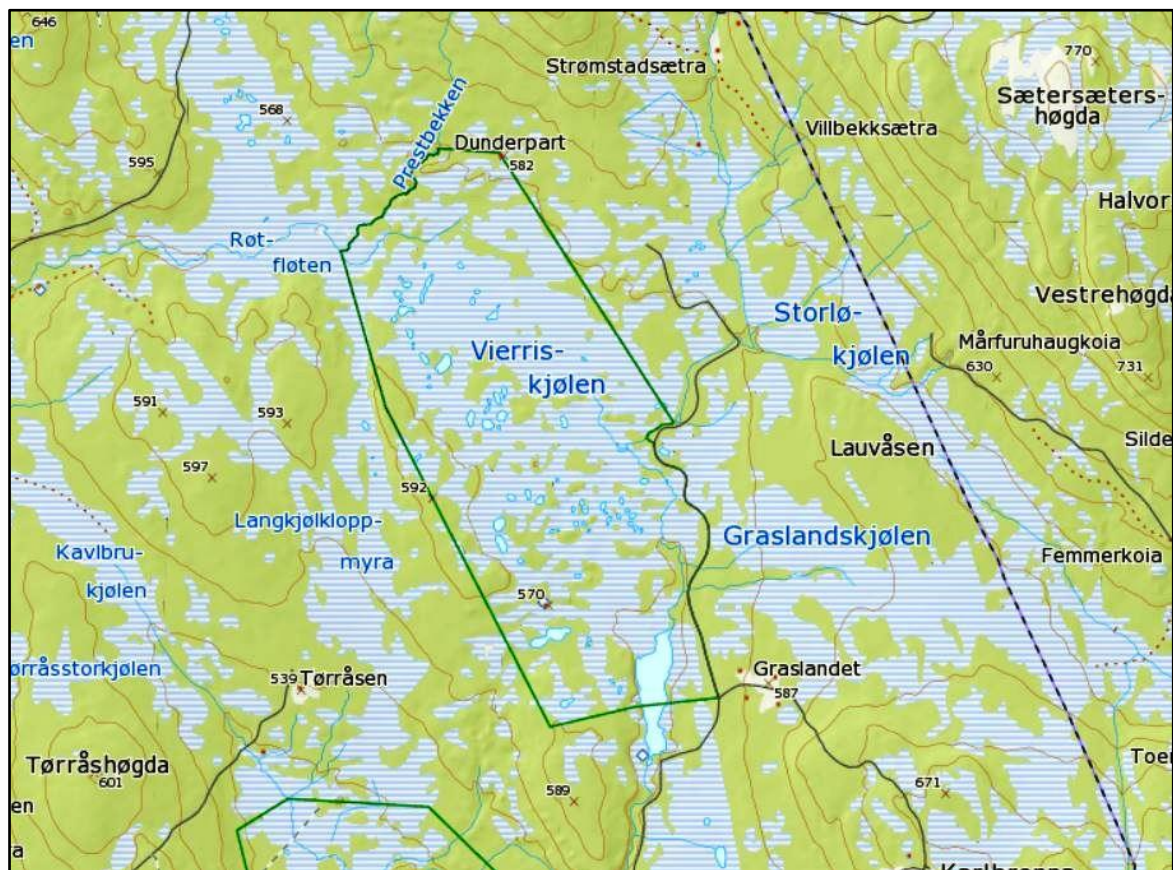 646
en
770
Strømstadsætra
Sætersæters-
høgda
568
Villbekksætra
Prestbekken
Dunderpart
582
595
Halvor
Røt-
fløten
Vestrehøgda
Storlø-
kjølen
Mårfuruhaugkoia
Vierris-
kjølen
630
731
591
593
Lauvåsen
Silde
597
592
Langkjølklopp-
myra
Graslandskjølen
Kavlbru-
kjølen
Femmerkoia
570
ørråsstorkjølen
539
Tørråsen
Graslandet
587
Tørråshøgda
601
Toer
671
589
en
a